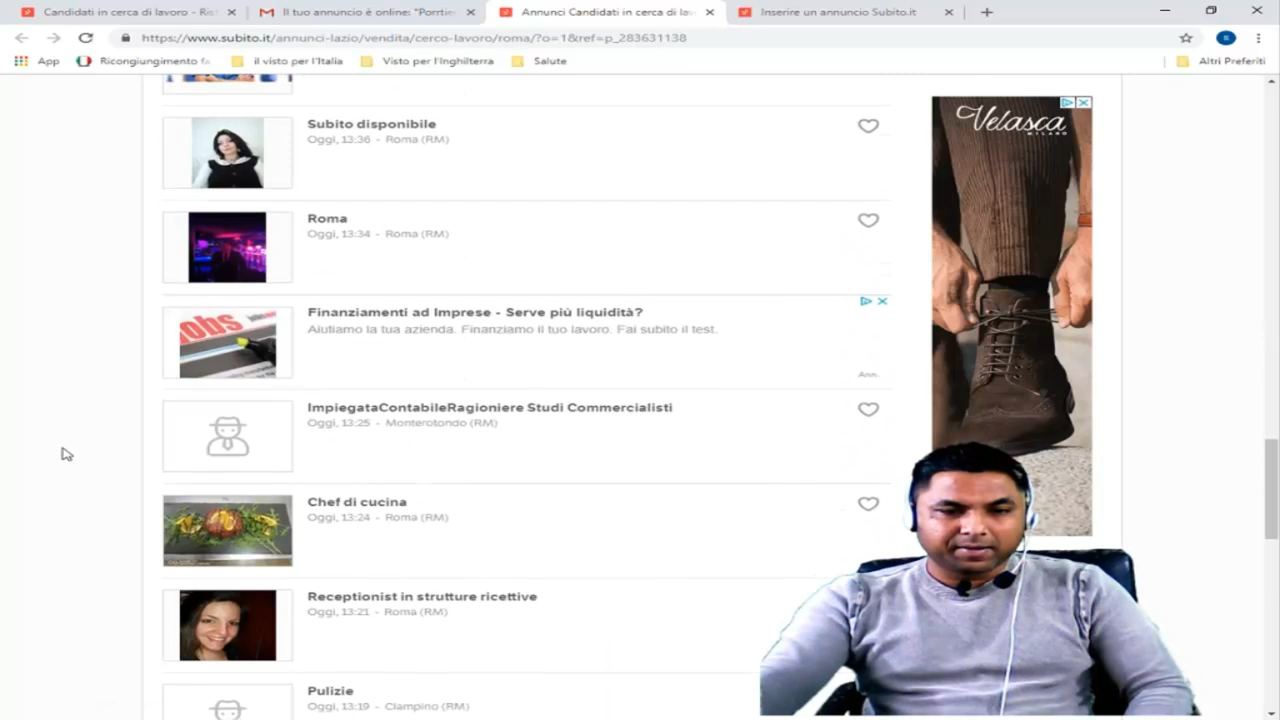 Candidati in cerca di lavoro - Rist
Il tuo annuncio è online: "Porrtie
Annunci Candidati in cerca di lav
Inserire un annuncio Subito.it
https://www.subito.it/annunci-lazio/vendita/cerco-lavoro/roma/?o=1&ref=p_283631138
App
Ricongiungimento fa
il visto per l'Italia
Visto per l'Inghilterra
Salute
Altri Preferiti
Subito disponibile
Oggi, 13:36 - Roma (RM)
Roma
Oggi, 13:34 - Roma (RM)
Finanziamenti ad Imprese - Serve più liquidità?
Aiutiamo la tua azienda. Finanziamo il tuo lavoro. Fai subito il test.
Ann.
jobs
ImpiegataContabileRagioniere Studi Commercialisti
Oggi, 13:25 - Monterotondo (RM)
Chef di cucina
Oggi, 13:24 - Roma (RM)
Receptionist in strutture ricettive
Oggi, 13:21 - Roma (RM)
Pulizie
Oggi, 13:19 - Ciampino (RM)
Velasca
MILANO